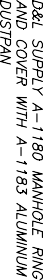 D&L SUPPLY A-1180 MANHOLE RING
AND COVER WITH A-1183 ALUMINUM
DUSTPAN